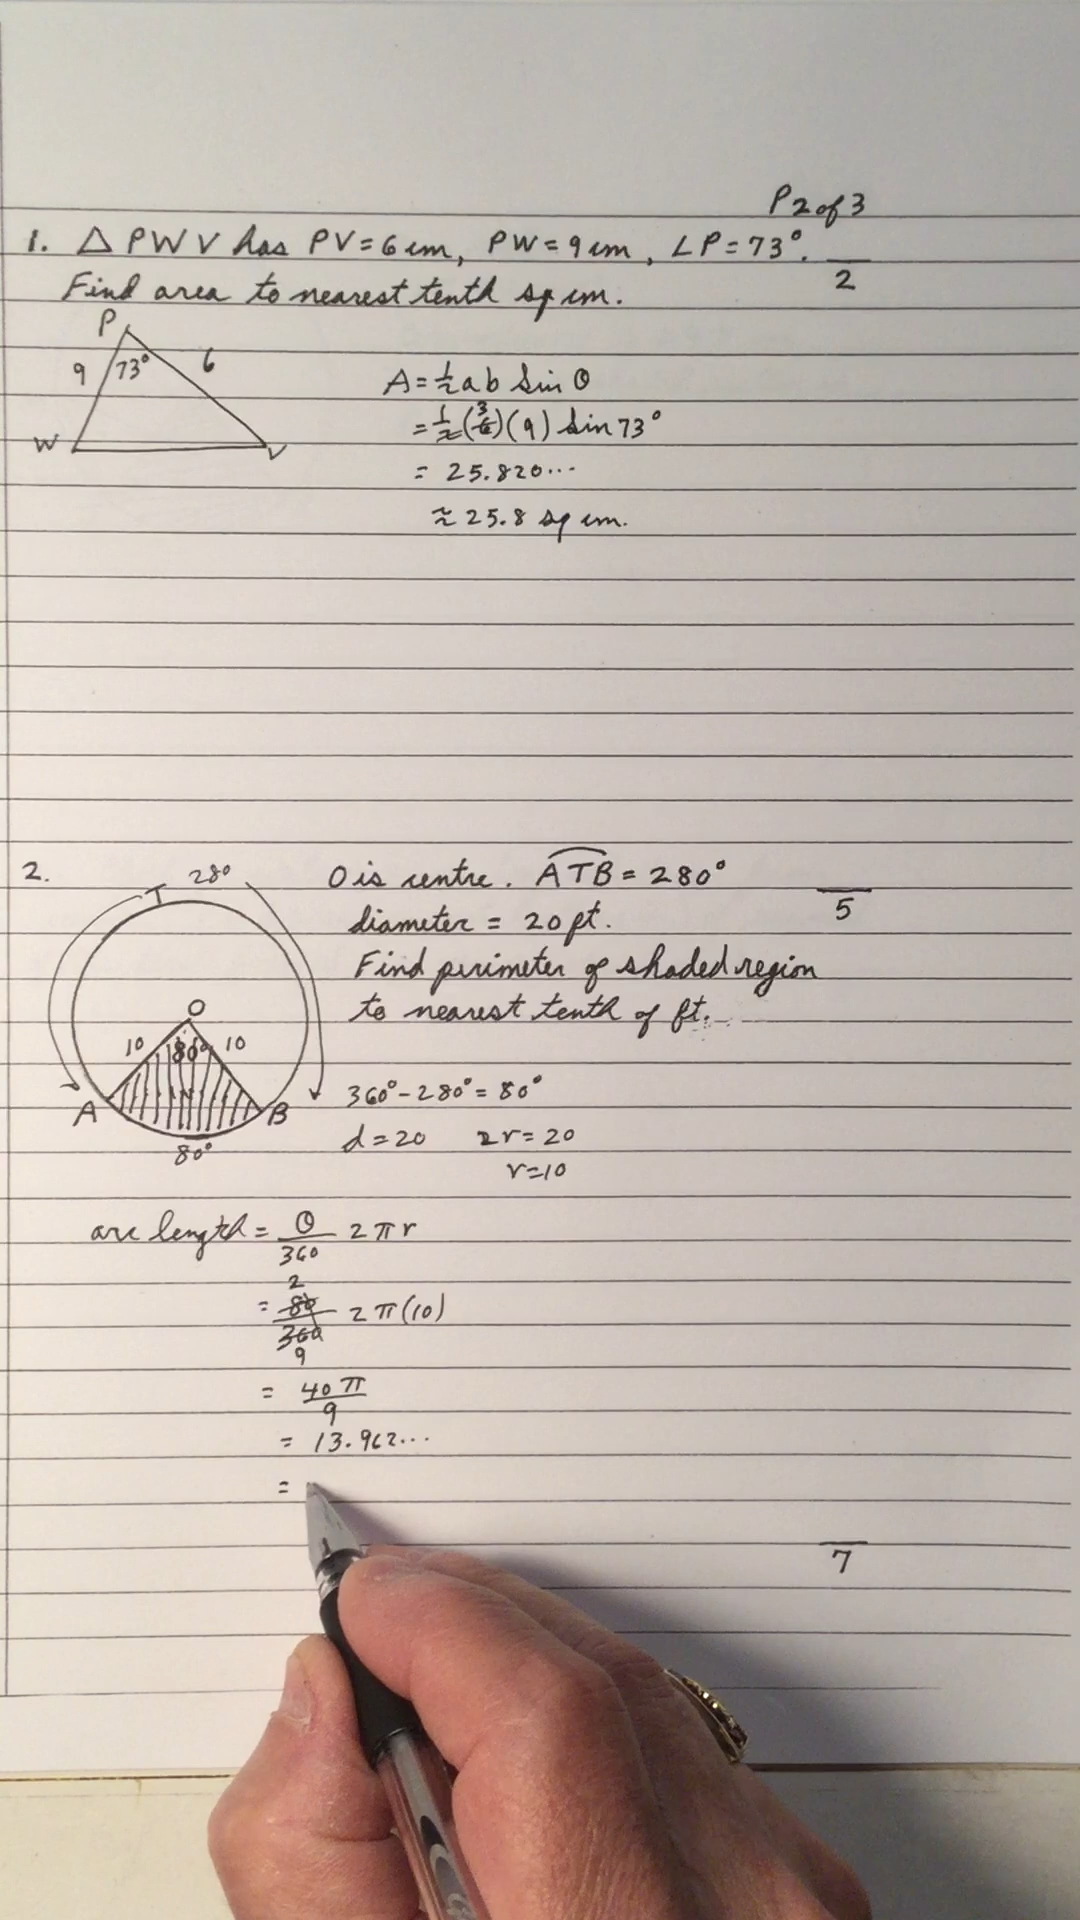 P2 of 3
1. △ PWV has PV = 6 cm, PW = 9 cm, ∠P = 73°. __
2
Find area to nearest tenth sq cm.
P
9 73° 6
W V
A = ½ab sin θ
= ½(6)(9) sin 73°
3
= 25.820...
≈ 25.8 sq cm.
2.
T 280
O is centre. ATB = 280°
5
diameter = 20 ft.
Find perimeter of shaded region
to nearest tenth of ft.
O
10 80° 10
A B
80°
360° - 280° = 80°
d = 20 2r = 20
r = 10
arc length = θ/360 2πr
= 80/360 2π(10)
2
9
= 40π/9
= 13.962...
=
7